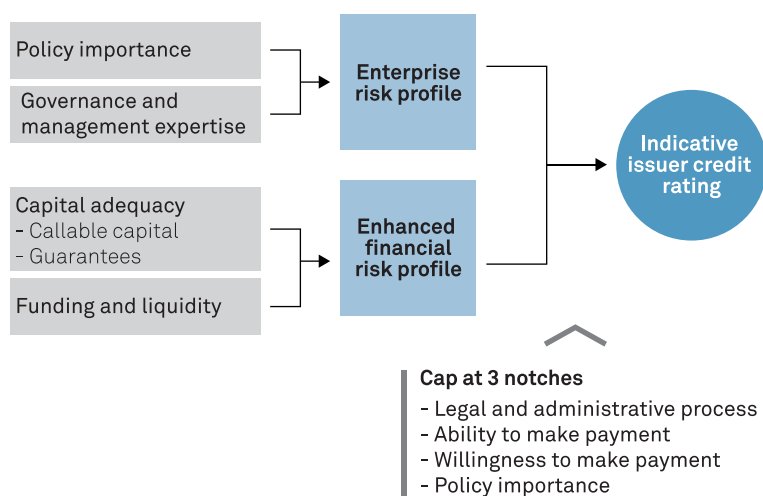 Policy importance
Governance and
management expertise
Enterprise
risk profile
Capital adequacy
- Callable capital
- Guarantees
Funding and liquidity
Enhanced
financial
risk profile
Indicative
issuer credit
rating
Cap at 3 notches
- Legal and administrative process
- Ability to make payment
- Willingness to make payment
- Policy importance